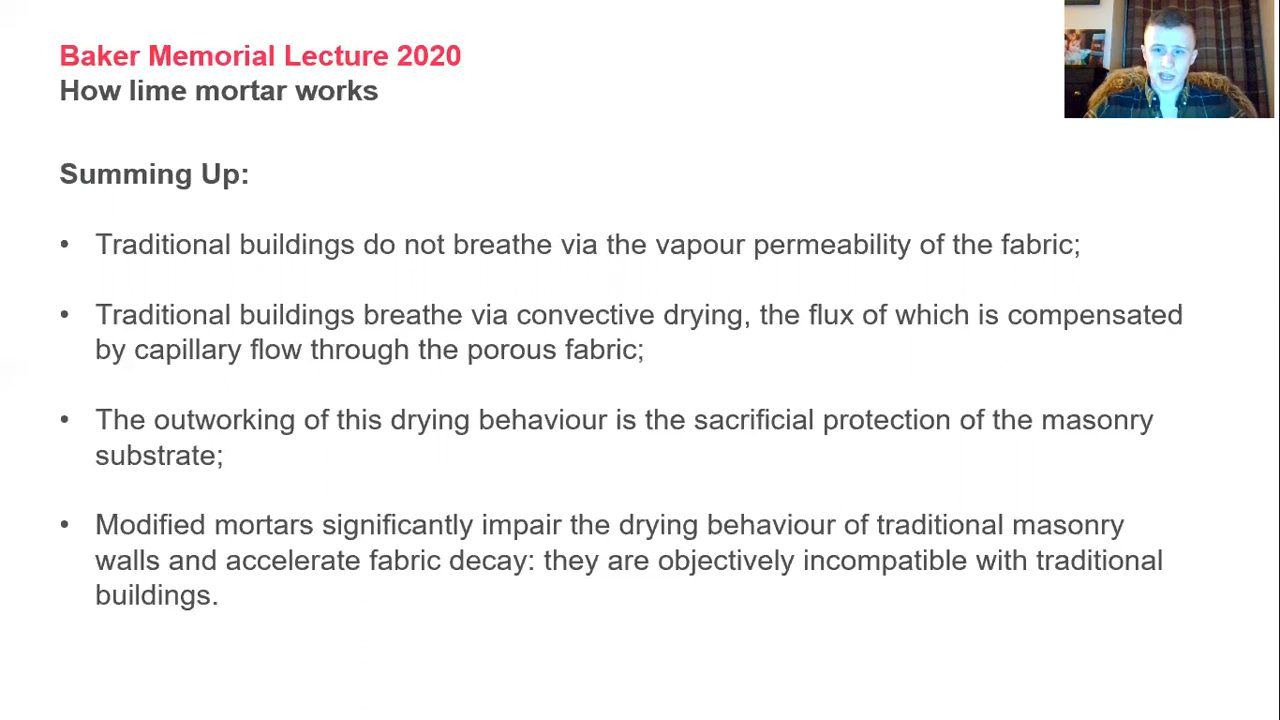 Baker Memorial Lecture 2020
How lime mortar works
Summing Up:
• Traditional buildings do not breathe via the vapour permeability of the fabric;
• Traditional buildings breathe via convective drying, the flux of which is compensated
by capillary flow through the porous fabric;
• The outworking of this drying behaviour is the sacrificial protection of the masonry
substrate;
• Modified mortars significantly impair the drying behaviour of traditional masonry
walls and accelerate fabric decay: they are objectively incompatible with traditional
buildings.